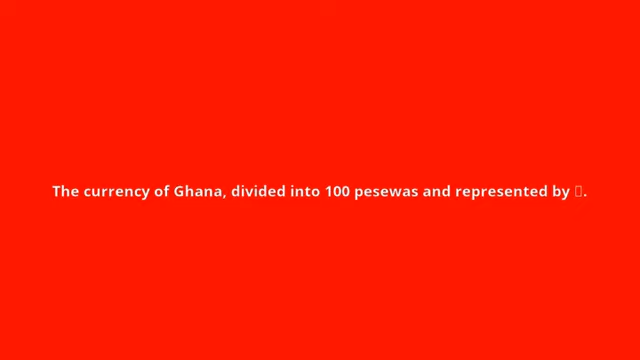 The currency of Ghana, divided into 100 pesewas and represented by ▯.